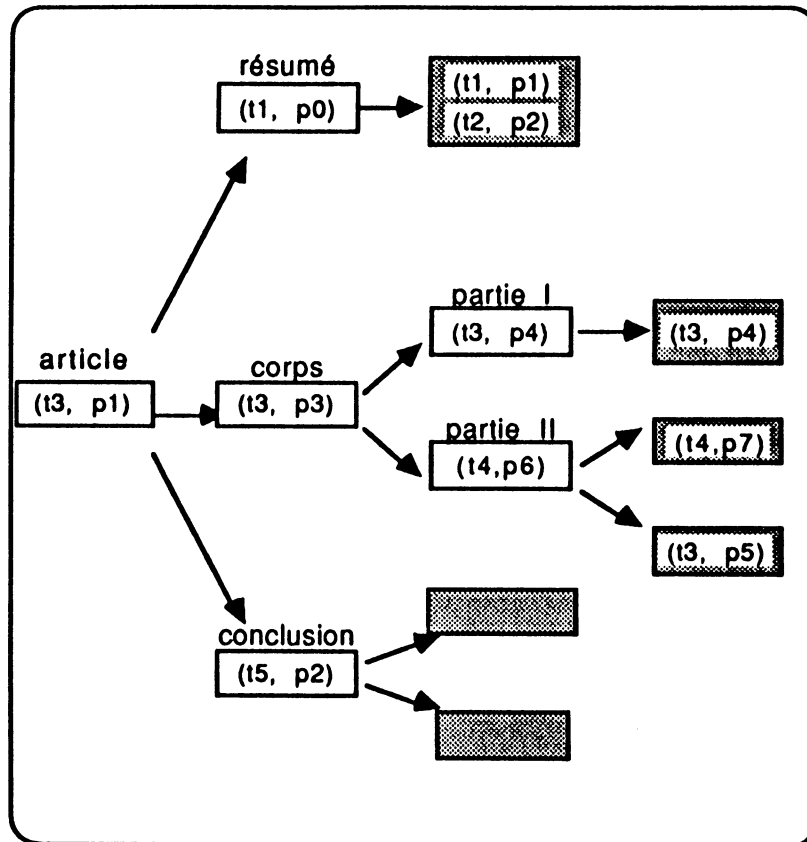 résumé
(t1, p0)
(t1, p1)
(t2, p2)
partie I
(t3, p4)
(t3, p4)
article
(t3, p1)
corps
(t3, p3)
partie II
(t4,p6)
(t4,p7)
(t3, p5)
conclusion
(t5, p2)